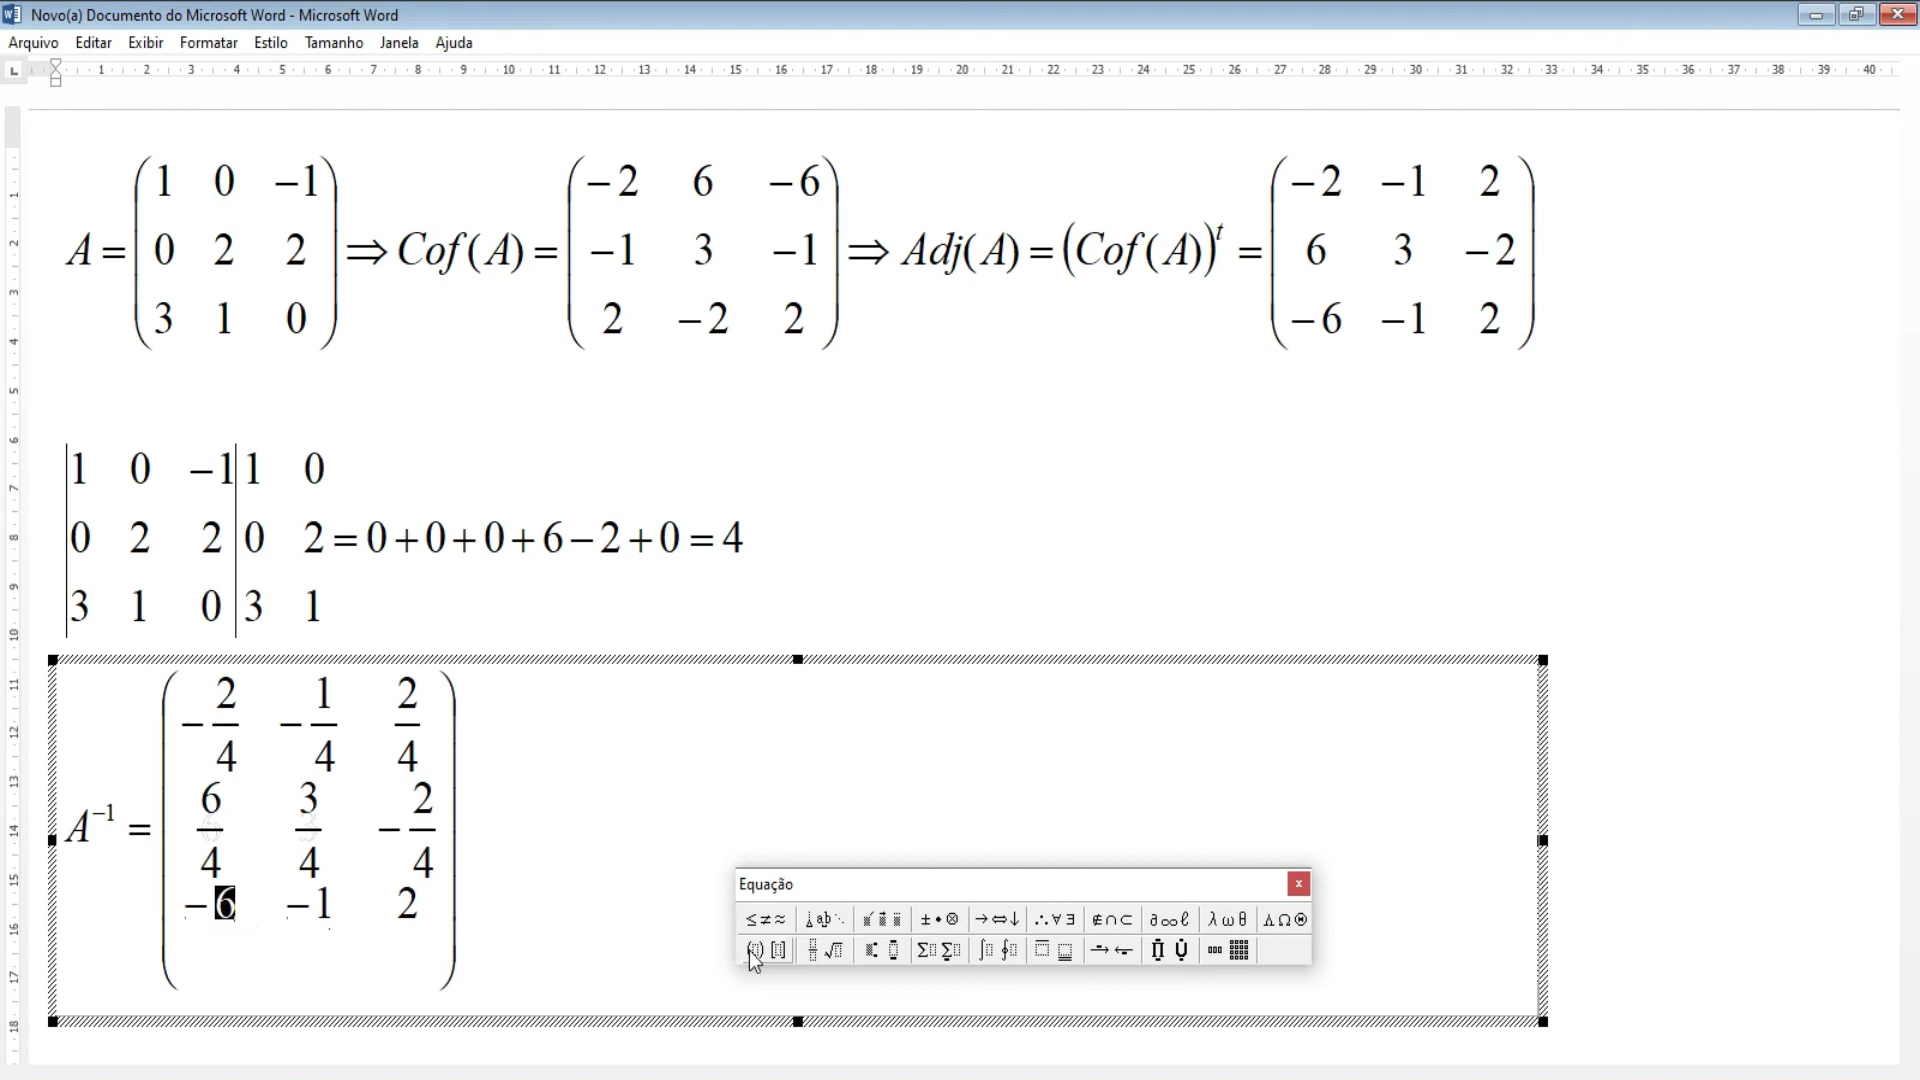 Novo(a) Documento do Microsoft Word - Microsoft Word
Arquivo Editar Exibir Formatar Estilo Tamanho Janela Ajuda
1 2 3 4 5 6 7 8 9 10 11 12 13 14 15 16 17 18 19 20 21 22 23 24 25 26 27 28 29 30 31 32 33 34 35 36 37 38 39 40
A = (1 0 −1; 0 2 2; 3 1 0) ⇒ Cof(A) = (−2 6 −6; −1 3 −1; 2 −2 2) ⇒ Adj(A) = (Cof(A))^t = (−2 −1 2; 6 3 −2; −6 −1 2)
|1 0 −1| 1 0
|0 2 2| 0 2 = 0+0+0+6−2+0 = 4
|3 1 0| 3 1
A^−1 = (−2/4 −1/4 2/4; 6/4 3/4 −2/4; −6 −1 2)
Equação
≤≠≈ ±•⊗ →⇔↓ ∴∀∃ ∉∩⊂ ∂∞ℓ λωθ ΛΩΘ